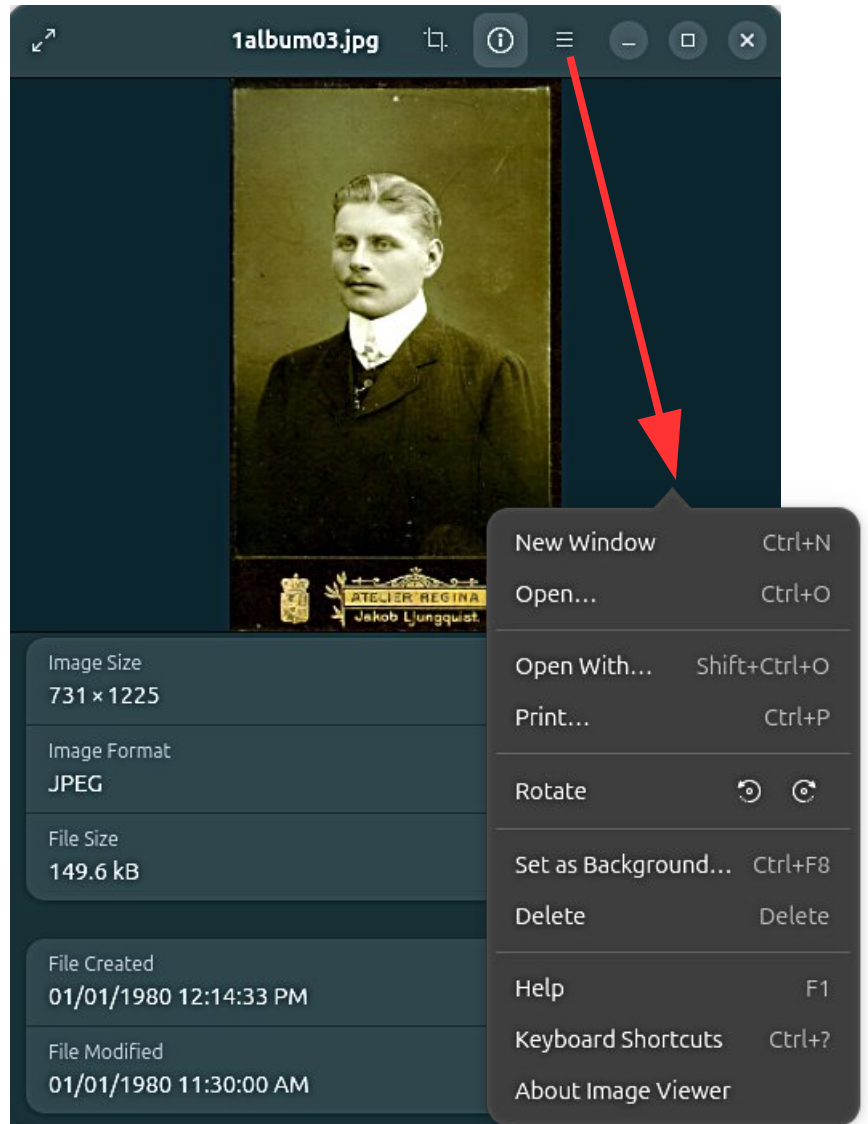 1album03.jpg
ATELIER REGINA
Jakob Ljungquist.
Image Size
731 × 1225
Image Format
JPEG
File Size
149.6 kB
File Created
01/01/1980 12:14:33 PM
File Modified
01/01/1980 11:30:00 AM
New Window Ctrl+N
Open... Ctrl+O
Open With... Shift+Ctrl+O
Print... Ctrl+P
Rotate
Set as Background... Ctrl+F8
Delete Delete
Help F1
Keyboard Shortcuts Ctrl+?
About Image Viewer